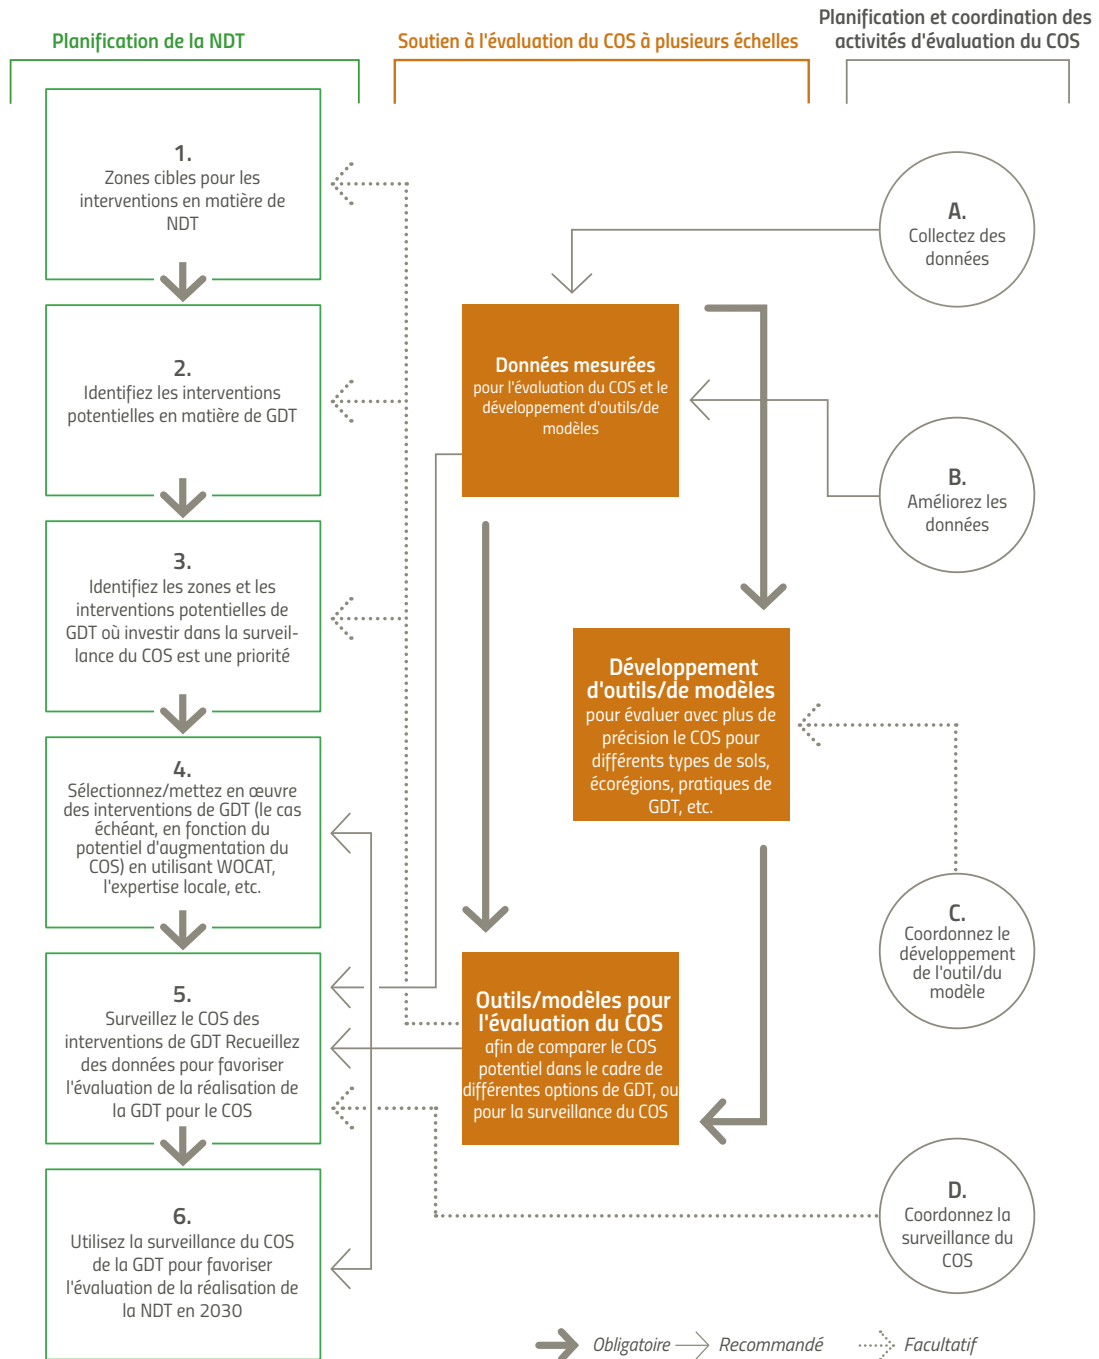 Planification de la NDT
Soutien à l'évaluation du COS à plusieurs échelles
Planification et coordination des
activités d'évaluation du COS
1.
Zones cibles pour les
interventions en matière de
NDT
2.
Identifiez les interventions
potentielles en matière de GDT
3.
Identifiez les zones et les
interventions potentielles de
GDT où investir dans la surveil-
lance du COS est une priorité
4.
Sélectionnez/mettez en œuvre
des interventions de GDT (le cas
échéant, en fonction du
potentiel d'augmentation du
COS) en utilisant WOCAT,
l'expertise locale, etc.
5.
Surveillez le COS des
interventions de GDT Recueillez
des données pour favoriser
l'évaluation de la réalisation de
la GDT pour le COS
6.
Utilisez la surveillance du COS
de la GDT pour favoriser
l'évaluation de la réalisation de
la NDT en 2030
Données mesurées
pour l'évaluation du COS et le
développement d'outils/de
modèles
Développement
d'outils/de modèles
pour évaluer avec plus de
précision le COS pour
différents types de sols,
écorégions, pratiques de
GDT, etc.
Outils/modèles pour
l'évaluation du COS
afin de comparer le COS
potentiel dans le cadre de
différentes options de GDT, ou
pour la surveillance du COS
A.
Collectez des
données
B.
Améliorez les
données
C.
Coordonnez le
développement
de l'outil/du
modèle
D.
Coordonnez la
surveillance du
COS
Obligatoire
Recommandé
Facultatif